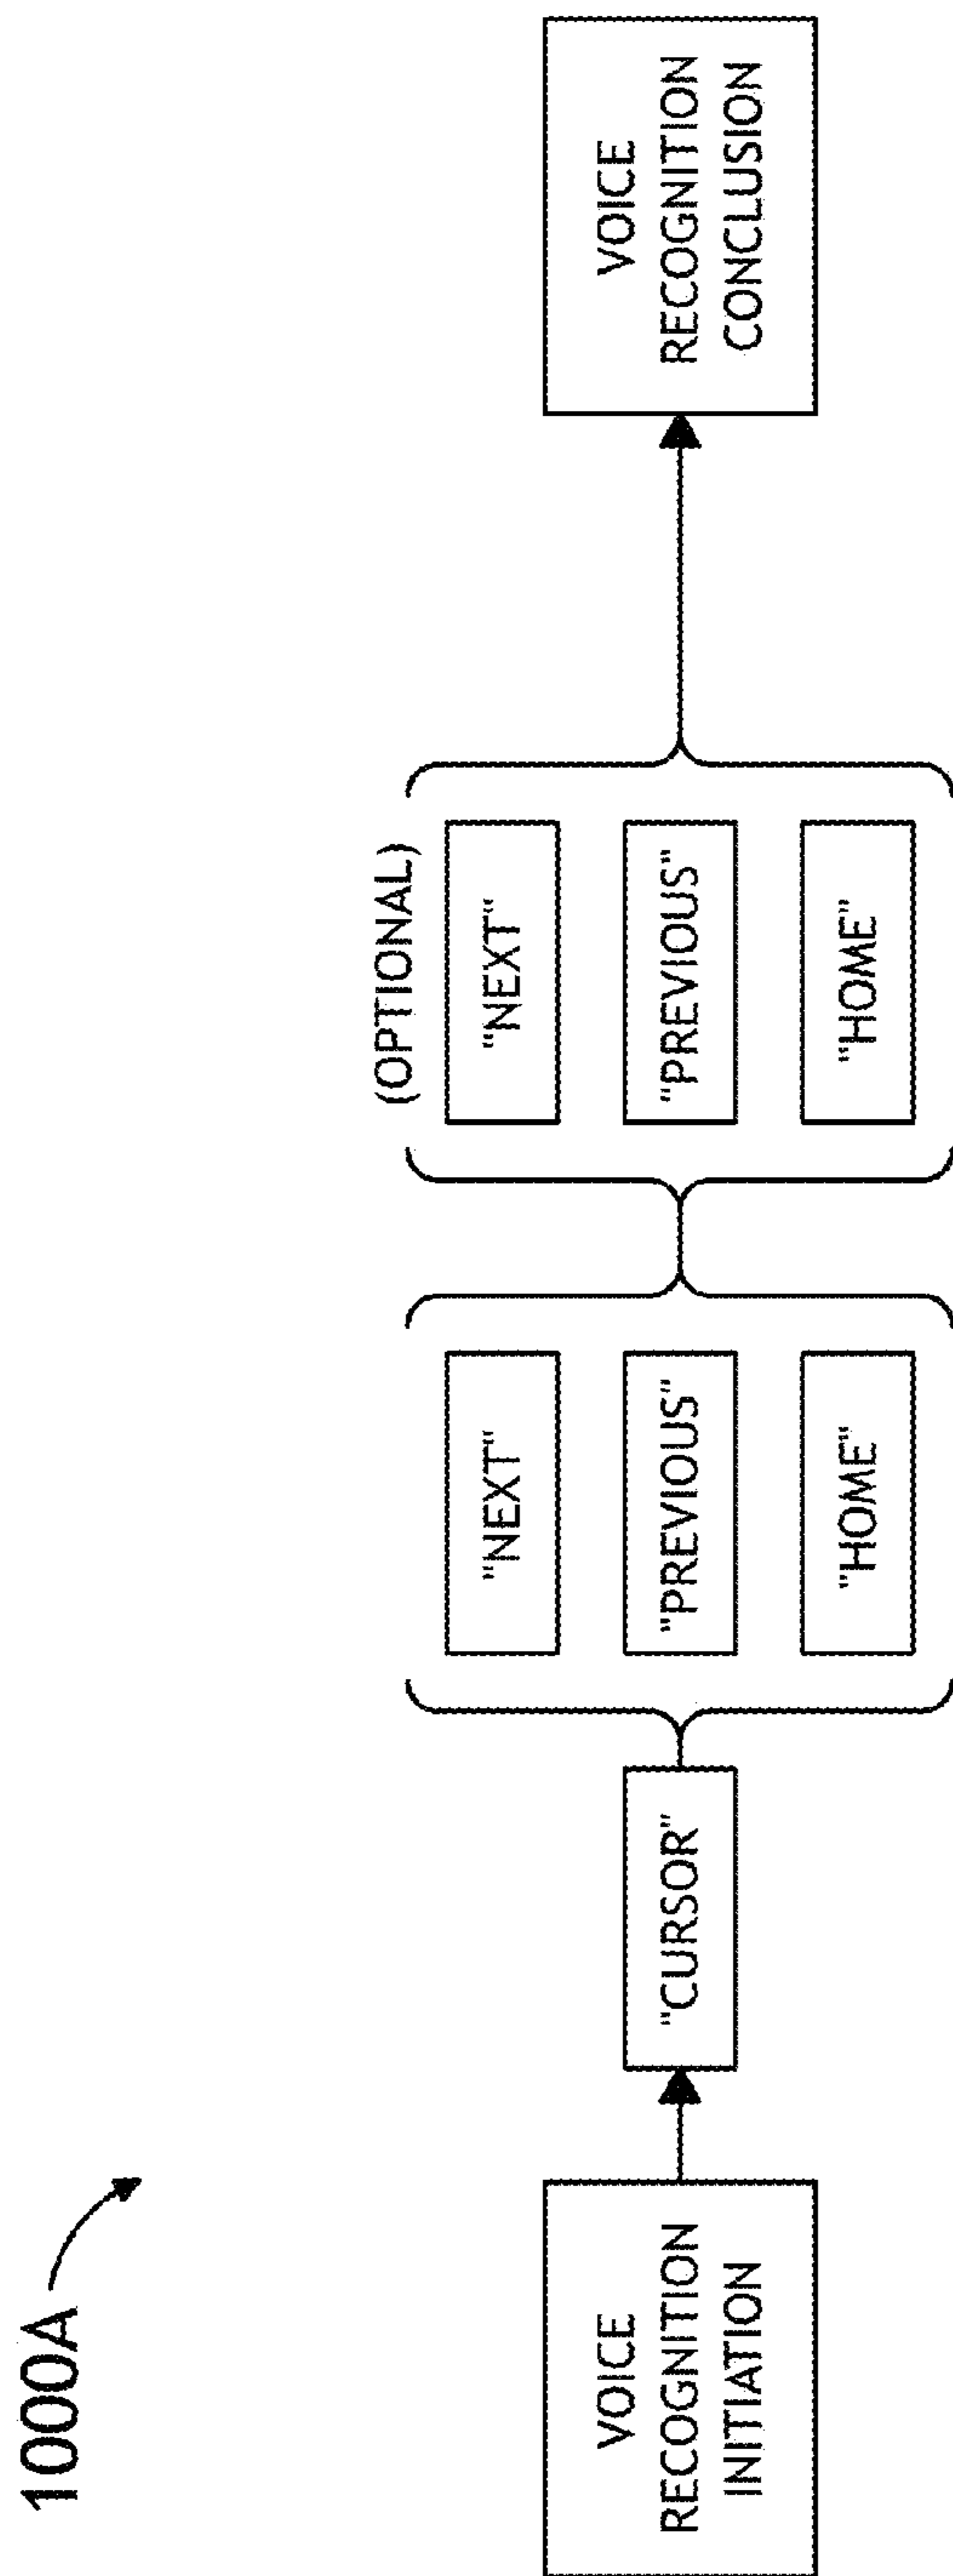 1000A
VOICE
RECOGNITION
INITIATION
"CURSOR"
"NEXT"
"PREVIOUS"
"HOME"
(OPTIONAL)
"NEXT"
"PREVIOUS"
"HOME"
VOICE
RECOGNITION
CONCLUSION